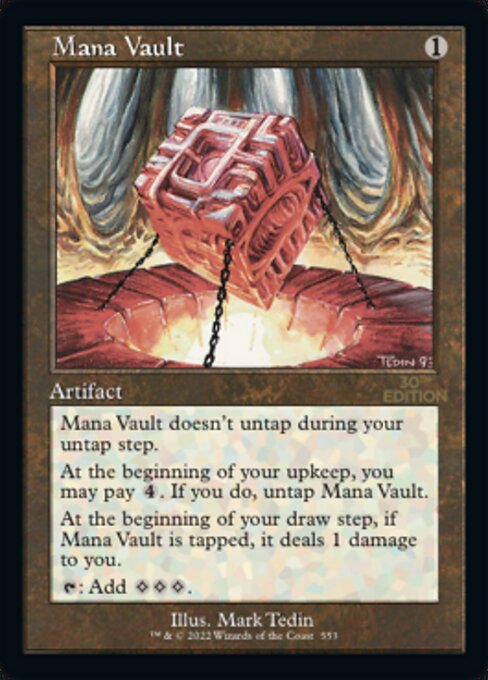 Mana Vault 1
TEDIN 93
30TH
EDITION
Artifact
Mana Vault doesn't untap during your
untap step.
At the beginning of your upkeep, you
may pay 4. If you do, untap Mana Vault.
At the beginning of your draw step, if
Mana Vault is tapped, it deals 1 damage
to you.
: Add .
Illus. Mark Tedin
™ & © 2022 Wizards of the Coast 553